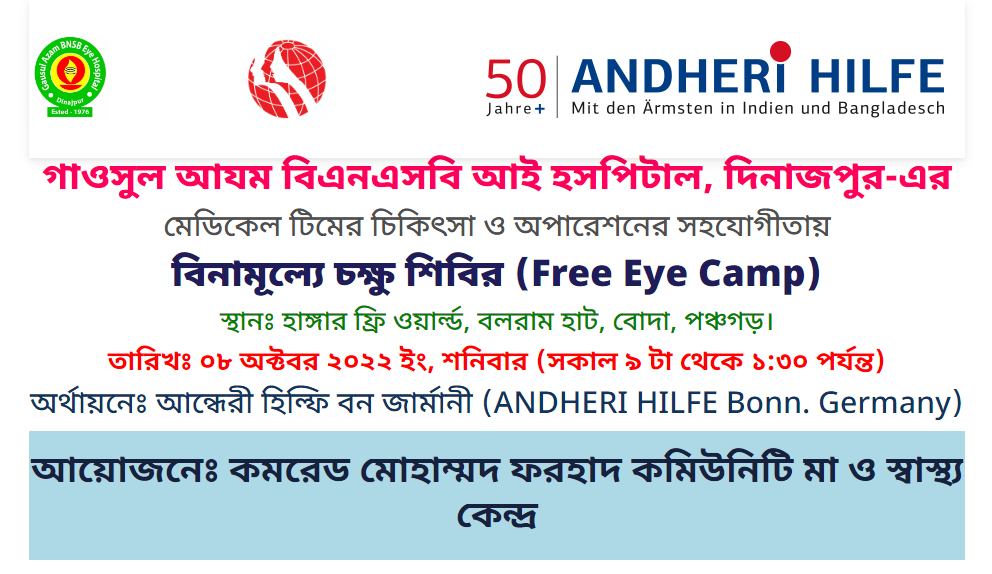 Gausul Azam BNSB Eye Hospital
Dinajpur
Estd - 1976
50 ANDHERI HILFE
Jahre+ Mit den Ärmsten in Indien und Bangladesch
গাওসুল আযম বিএনএসবি আই হসপিটাল, দিনাজপুর-এর
মেডিকেল টিমের চিকিৎসা ও অপারেশনের সহযোগীতায়
বিনামূল্যে চক্ষু শিবির (Free Eye Camp)
স্থানঃ হাঙ্গার ফ্রি ওয়ার্ল্ড, বলরাম হাট, বোদা, পঞ্চগড়।
তারিখঃ ০৮ অক্টবর ২০২২ ইং, শনিবার (সকাল ৯ টা থেকে ১:৩০ পর্যন্ত)
অর্থায়নেঃ আন্ধেরী হিল্ফি বন জার্মানী (ANDHERI HILFE Bonn. Germany)
আয়োজনেঃ কমরেড মোহাম্মদ ফরহাদ কমিউনিটি মা ও স্বাস্থ্য
কেন্দ্র